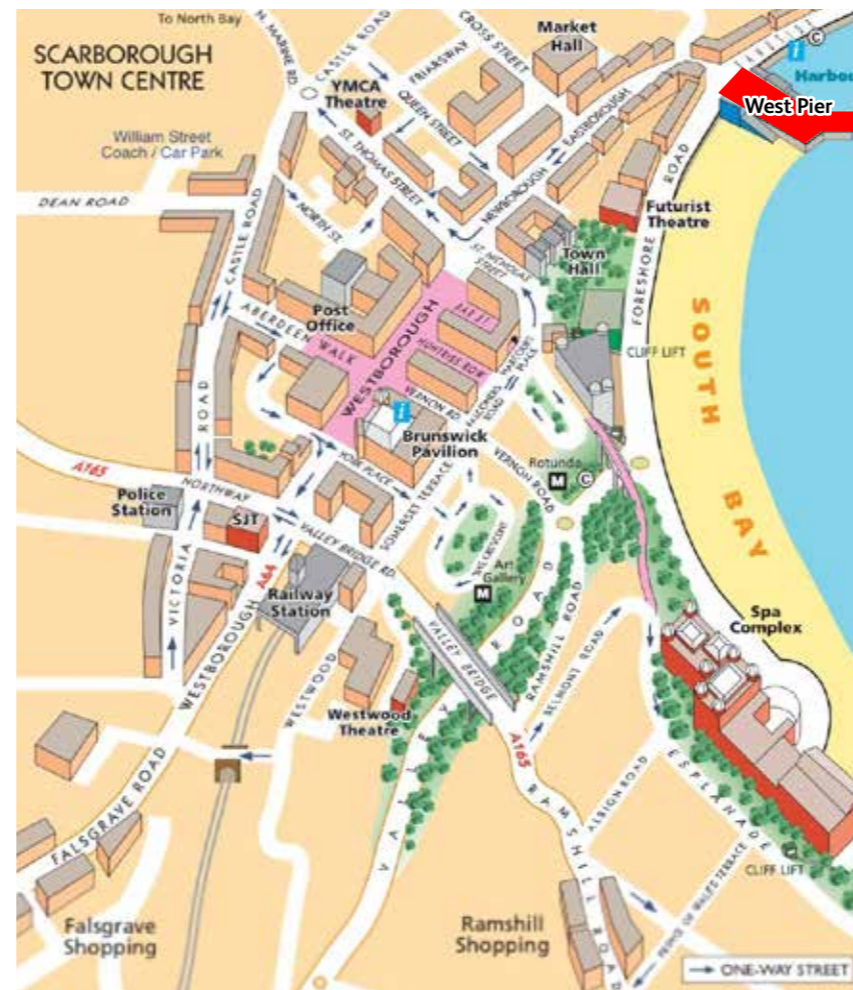 To North Bay
SCARBOROUGH
TOWN CENTRE
N. MARINE RD
CASTLE ROAD
CROSS STREET
FRIARSWAY
Market
Hall
YMCA
Theatre
QUEEN STREET
EASTBOROUGH
i
C
Harbou
West Pier
William Street
Coach / Car Park
ST. THOMAS STREET
NEWBOROUGH
DEAN ROAD
CASTLE ROAD
NORTH ST.
ST. NICHOLAS
STREET
Town
Hall
Futurist
Theatre
FORESHORE ROAD
Post
Office
ABERDEEN
WALK
WESTBOROUGH
BAR ST
HUNTRISS ROW
HARCOURT
PLACE
CLIFF LIFT
SOUTH
BAY
VERNON RD
FALCONERS
ROAD
i
Brunswick
Pavilion
ROAD
A165
NORTHWAY
YORK PLACE
SOMERSET TERRACE
VERNON ROAD
Rotunda
M
C
Police
Station
SJT
VALLEY BRIDGE RD.
THE CRESCENT
Art
Gallery
M
VICTORIA
A64
WESTBOROUGH
Railway
Station
WESTWOOD
VALLEY BRIDGE
RAMSHILL ROAD
BELMONT ROAD
Spa
Complex
Westwood
Theatre
VALLEY ROAD
A165
RAMSHILL ROAD
ALBION ROAD
ESPLANADE
FALSGRAVE ROAD
PRINCE OF WALES TERRACE
CLIFF LIFT
Falsgrave
Shopping
Ramshill
Shopping
ONE-WAY STREET